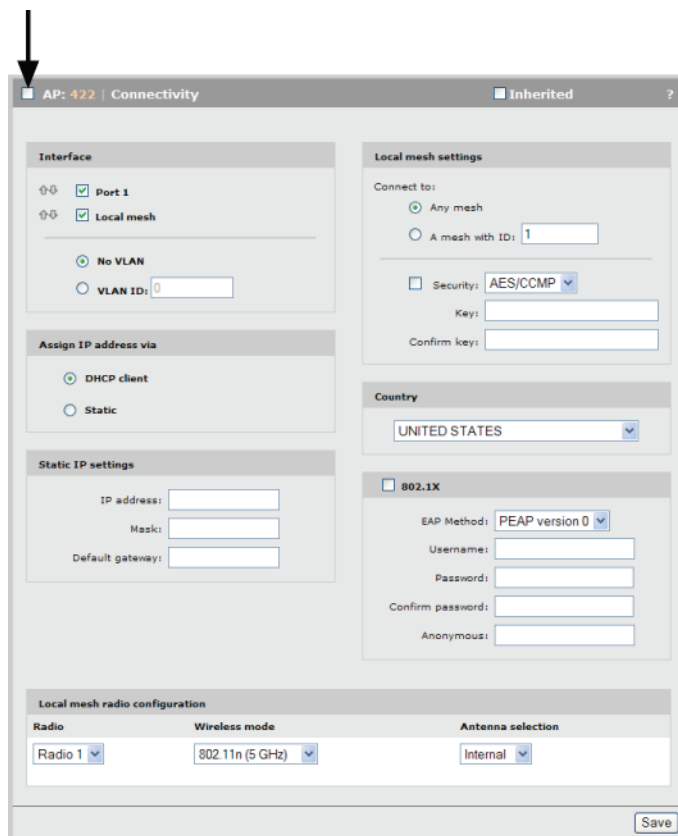 AP: 422 | Connectivity
Inherited
?
Interface
Port 1
Local mesh
No VLAN
VLAN ID: 0
Assign IP address via
DHCP client
Static
Static IP settings
IP address:
Mask:
Default gateway:
Local mesh settings
Connect to:
Any mesh
A mesh with ID: 1
Security: AES/CCMP
Key:
Confirm key:
Country
UNITED STATES
802.1X
EAP Method: PEAP version 0
Username:
Password:
Confirm password:
Anonymous:
Local mesh radio configuration
Radio Wireless mode Antenna selection
Radio 1 802.11n (5 GHz) Internal
Save